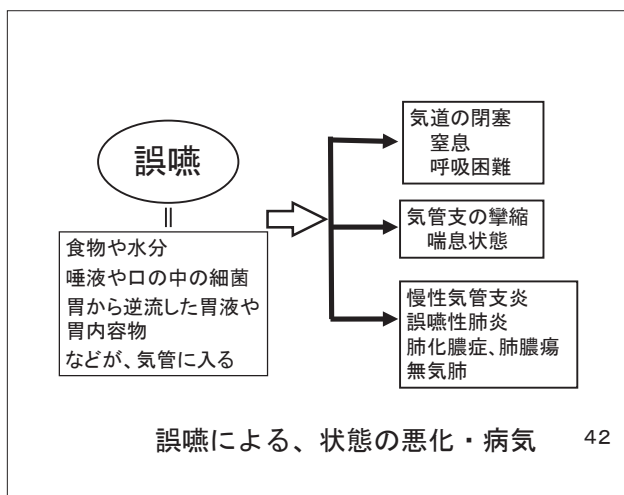 誤嚥
||
食物や水分
唾液や口の中の細菌
胃から逆流した胃液や
胃内容物
などが、気管に入る
気道の閉塞
窒息
呼吸困難
気管支の攣縮
喘息状態
慢性気管支炎
誤嚥性肺炎
肺化膿症、肺膿瘍
無気肺
誤嚥による、状態の悪化・病気
42